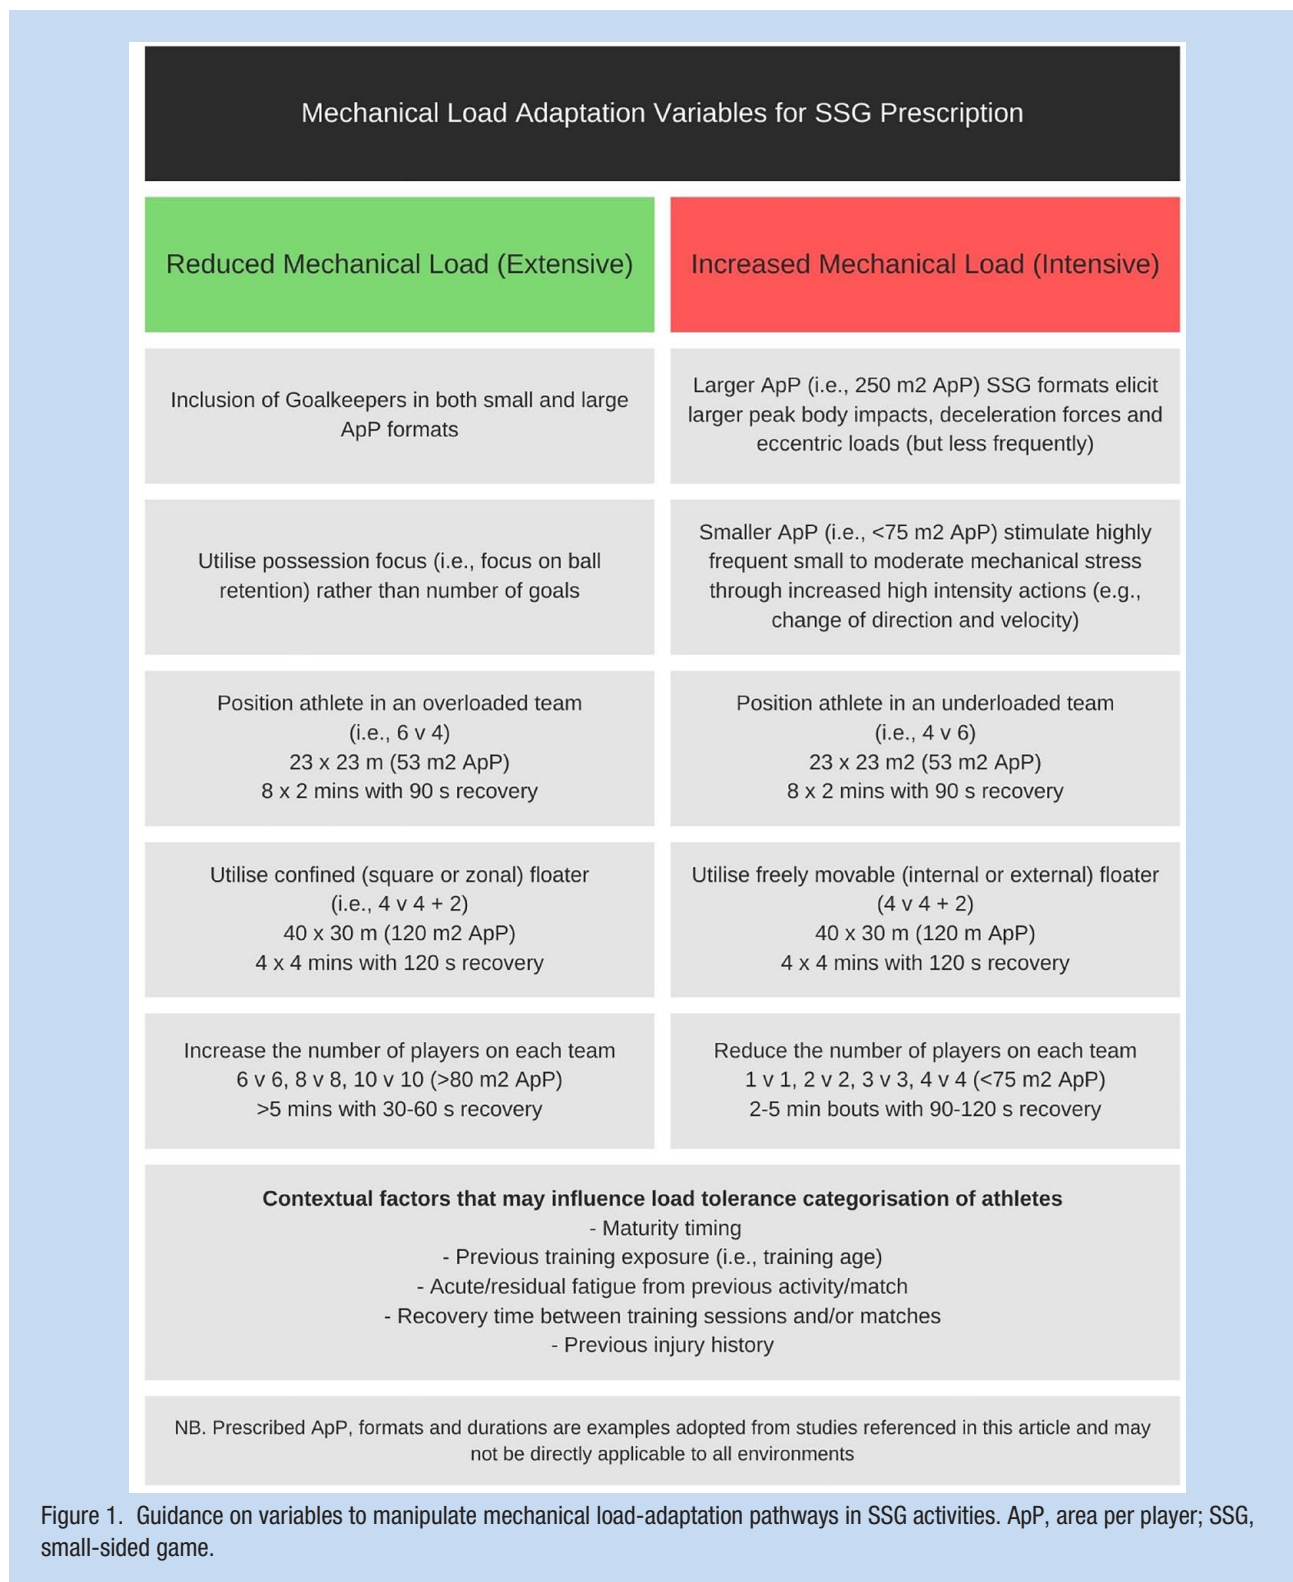 Mechanical Load Adaptation Variables for SSG Prescription
Reduced Mechanical Load (Extensive)
Increased Mechanical Load (Intensive)
Inclusion of Goalkeepers in both small and large
ApP formats
Larger ApP (i.e., 250 m2 ApP) SSG formats elicit
larger peak body impacts, deceleration forces and
eccentric loads (but less frequently)
Utilise possession focus (i.e., focus on ball
retention) rather than number of goals
Smaller ApP (i.e., <75 m2 ApP) stimulate highly
frequent small to moderate mechanical stress
through increased high intensity actions (e.g.,
change of direction and velocity)
Position athlete in an overloaded team
(i.e., 6 v 4)
23 x 23 m (53 m2 ApP)
8 x 2 mins with 90 s recovery
Position athlete in an underloaded team
(i.e., 4 v 6)
23 x 23 m2 (53 m2 ApP)
8 x 2 mins with 90 s recovery
Utilise confined (square or zonal) floater
(i.e., 4 v 4 + 2)
40 x 30 m (120 m2 ApP)
4 x 4 mins with 120 s recovery
Utilise freely movable (internal or external) floater
(4 v 4 + 2)
40 x 30 m (120 m ApP)
4 x 4 mins with 120 s recovery
Increase the number of players on each team
6 v 6, 8 v 8, 10 v 10 (>80 m2 ApP)
>5 mins with 30-60 s recovery
Reduce the number of players on each team
1 v 1, 2 v 2, 3 v 3, 4 v 4 (<75 m2 ApP)
2-5 min bouts with 90-120 s recovery
Contextual factors that may influence load tolerance categorisation of athletes
- Maturity timing
- Previous training exposure (i.e., training age)
- Acute/residual fatigue from previous activity/match
- Recovery time between training sessions and/or matches
- Previous injury history
NB. Prescribed ApP, formats and durations are examples adopted from studies referenced in this article and may
not be directly applicable to all environments
Figure 1. Guidance on variables to manipulate mechanical load-adaptation pathways in SSG activities. ApP, area per player; SSG,
small-sided game.